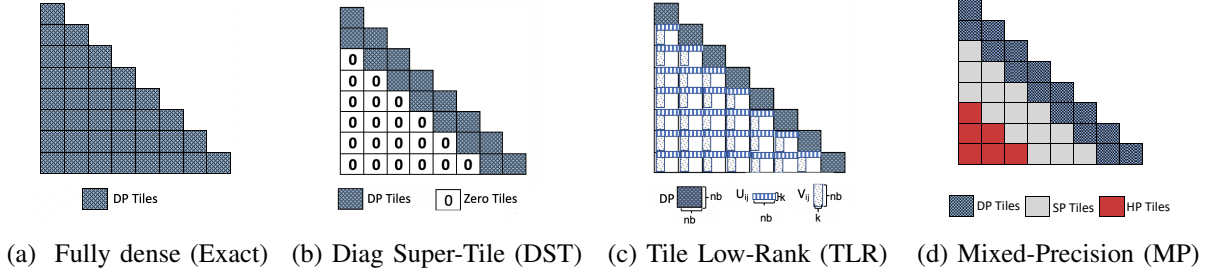 0
0 0
0 0 0
0 0 0 0
0 0 0 0 0
0 0 0 0 0 0
DP Tiles
DP Tiles 0 Zero Tiles
DP nb nb Uij k nb Vij nb k
DP Tiles SP Tiles HP Tiles
(a) Fully dense (Exact) (b) Diag Super-Tile (DST) (c) Tile Low-Rank (TLR) (d) Mixed-Precision (MP)